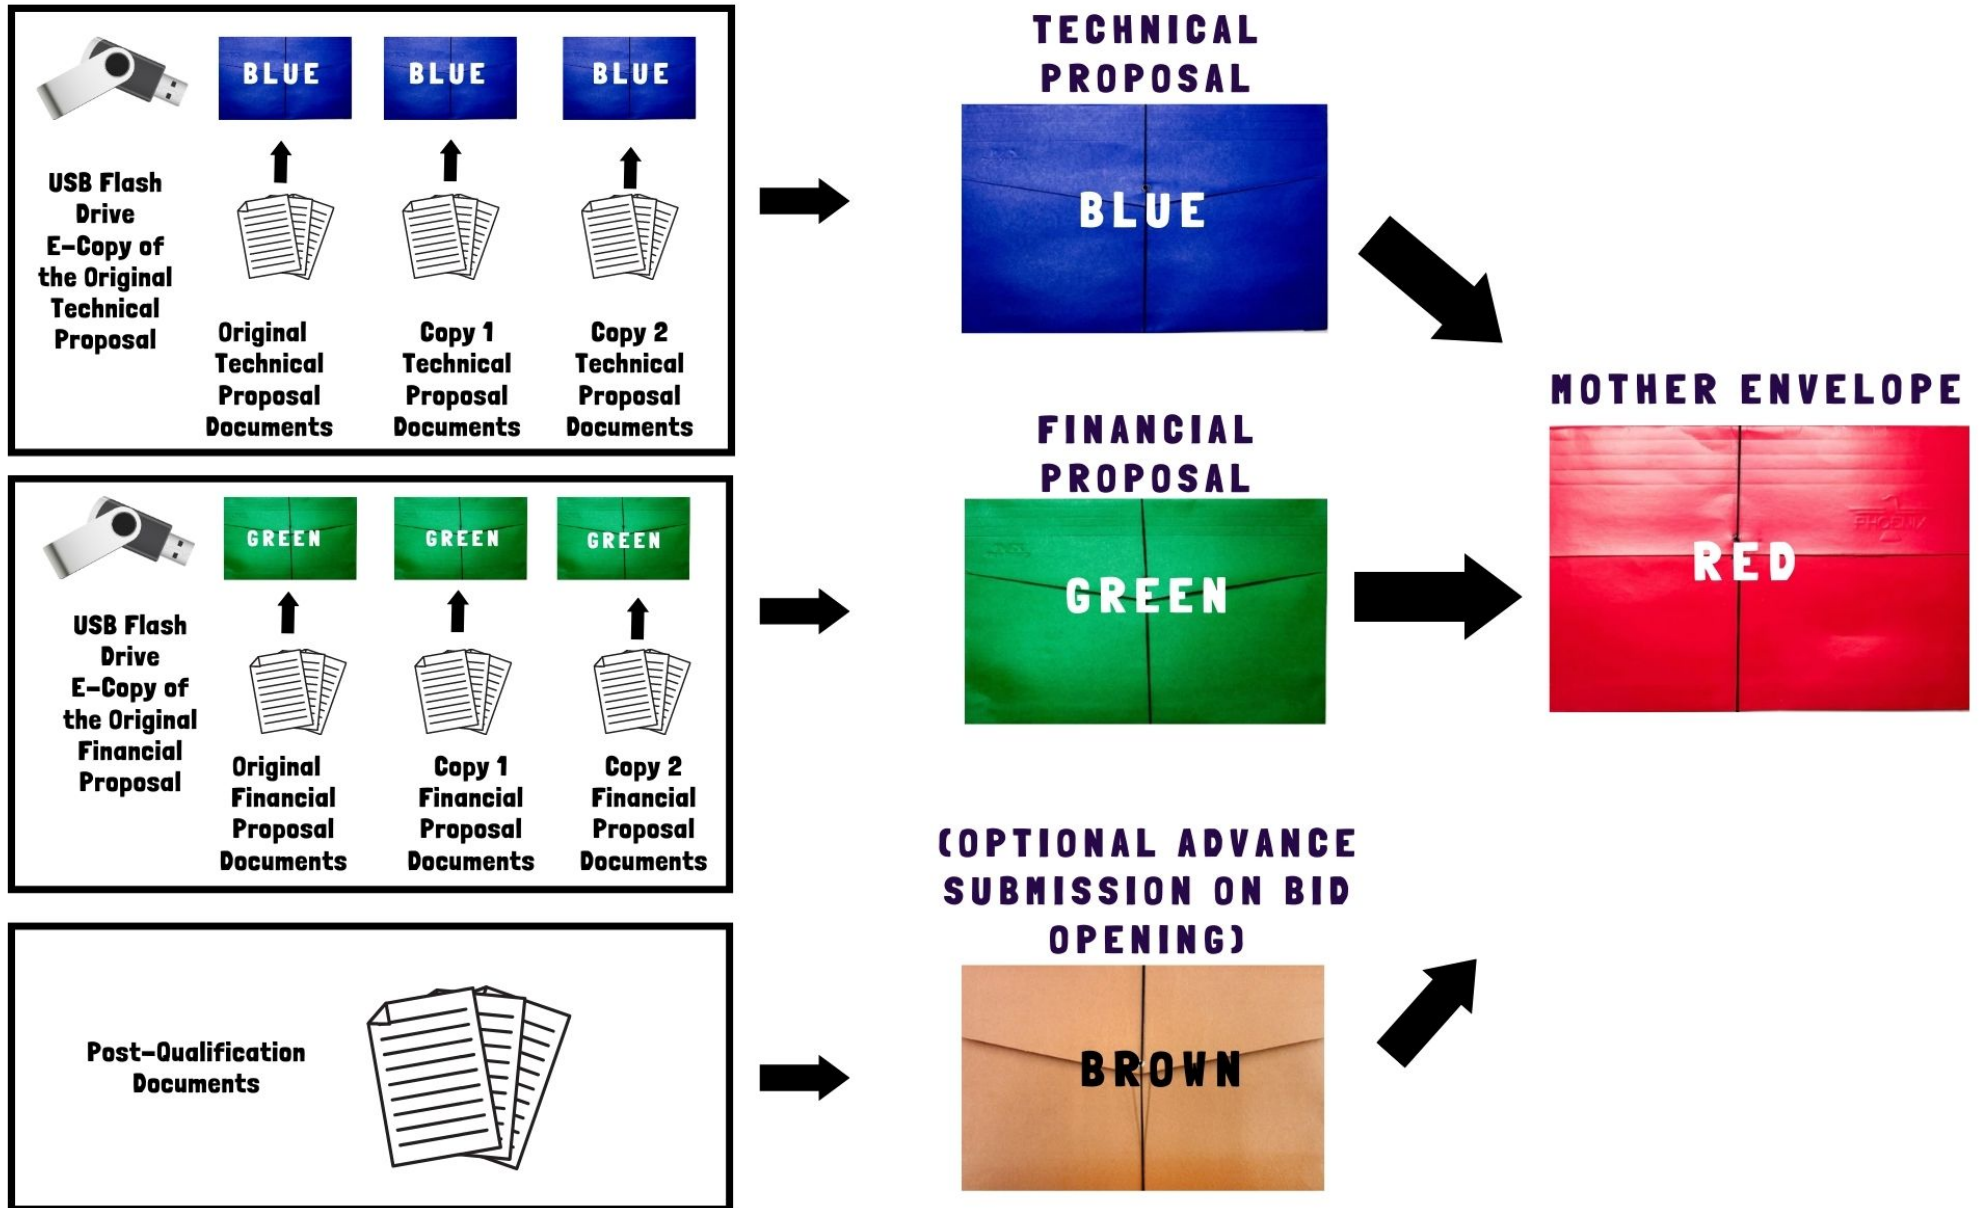 BLUE
BLUE
BLUE
USB Flash
Drive
E-Copy of
the Original
Technical
Proposal
Original
Technical
Proposal
Documents
Copy 1
Technical
Proposal
Documents
Copy 2
Technical
Proposal
Documents
TECHNICAL
PROPOSAL
BLUE
GREEN
GREEN
GREEN
USB Flash
Drive
E-Copy of
the Original
Financial
Proposal
Original
Financial
Proposal
Documents
Copy 1
Financial
Proposal
Documents
Copy 2
Financial
Proposal
Documents
FINANCIAL
PROPOSAL
GREEN
MOTHER ENVELOPE
PHOENIX
RED
Post-Qualification
Documents
(OPTIONAL ADVANCE
SUBMISSION ON BID
OPENING)
BROWN